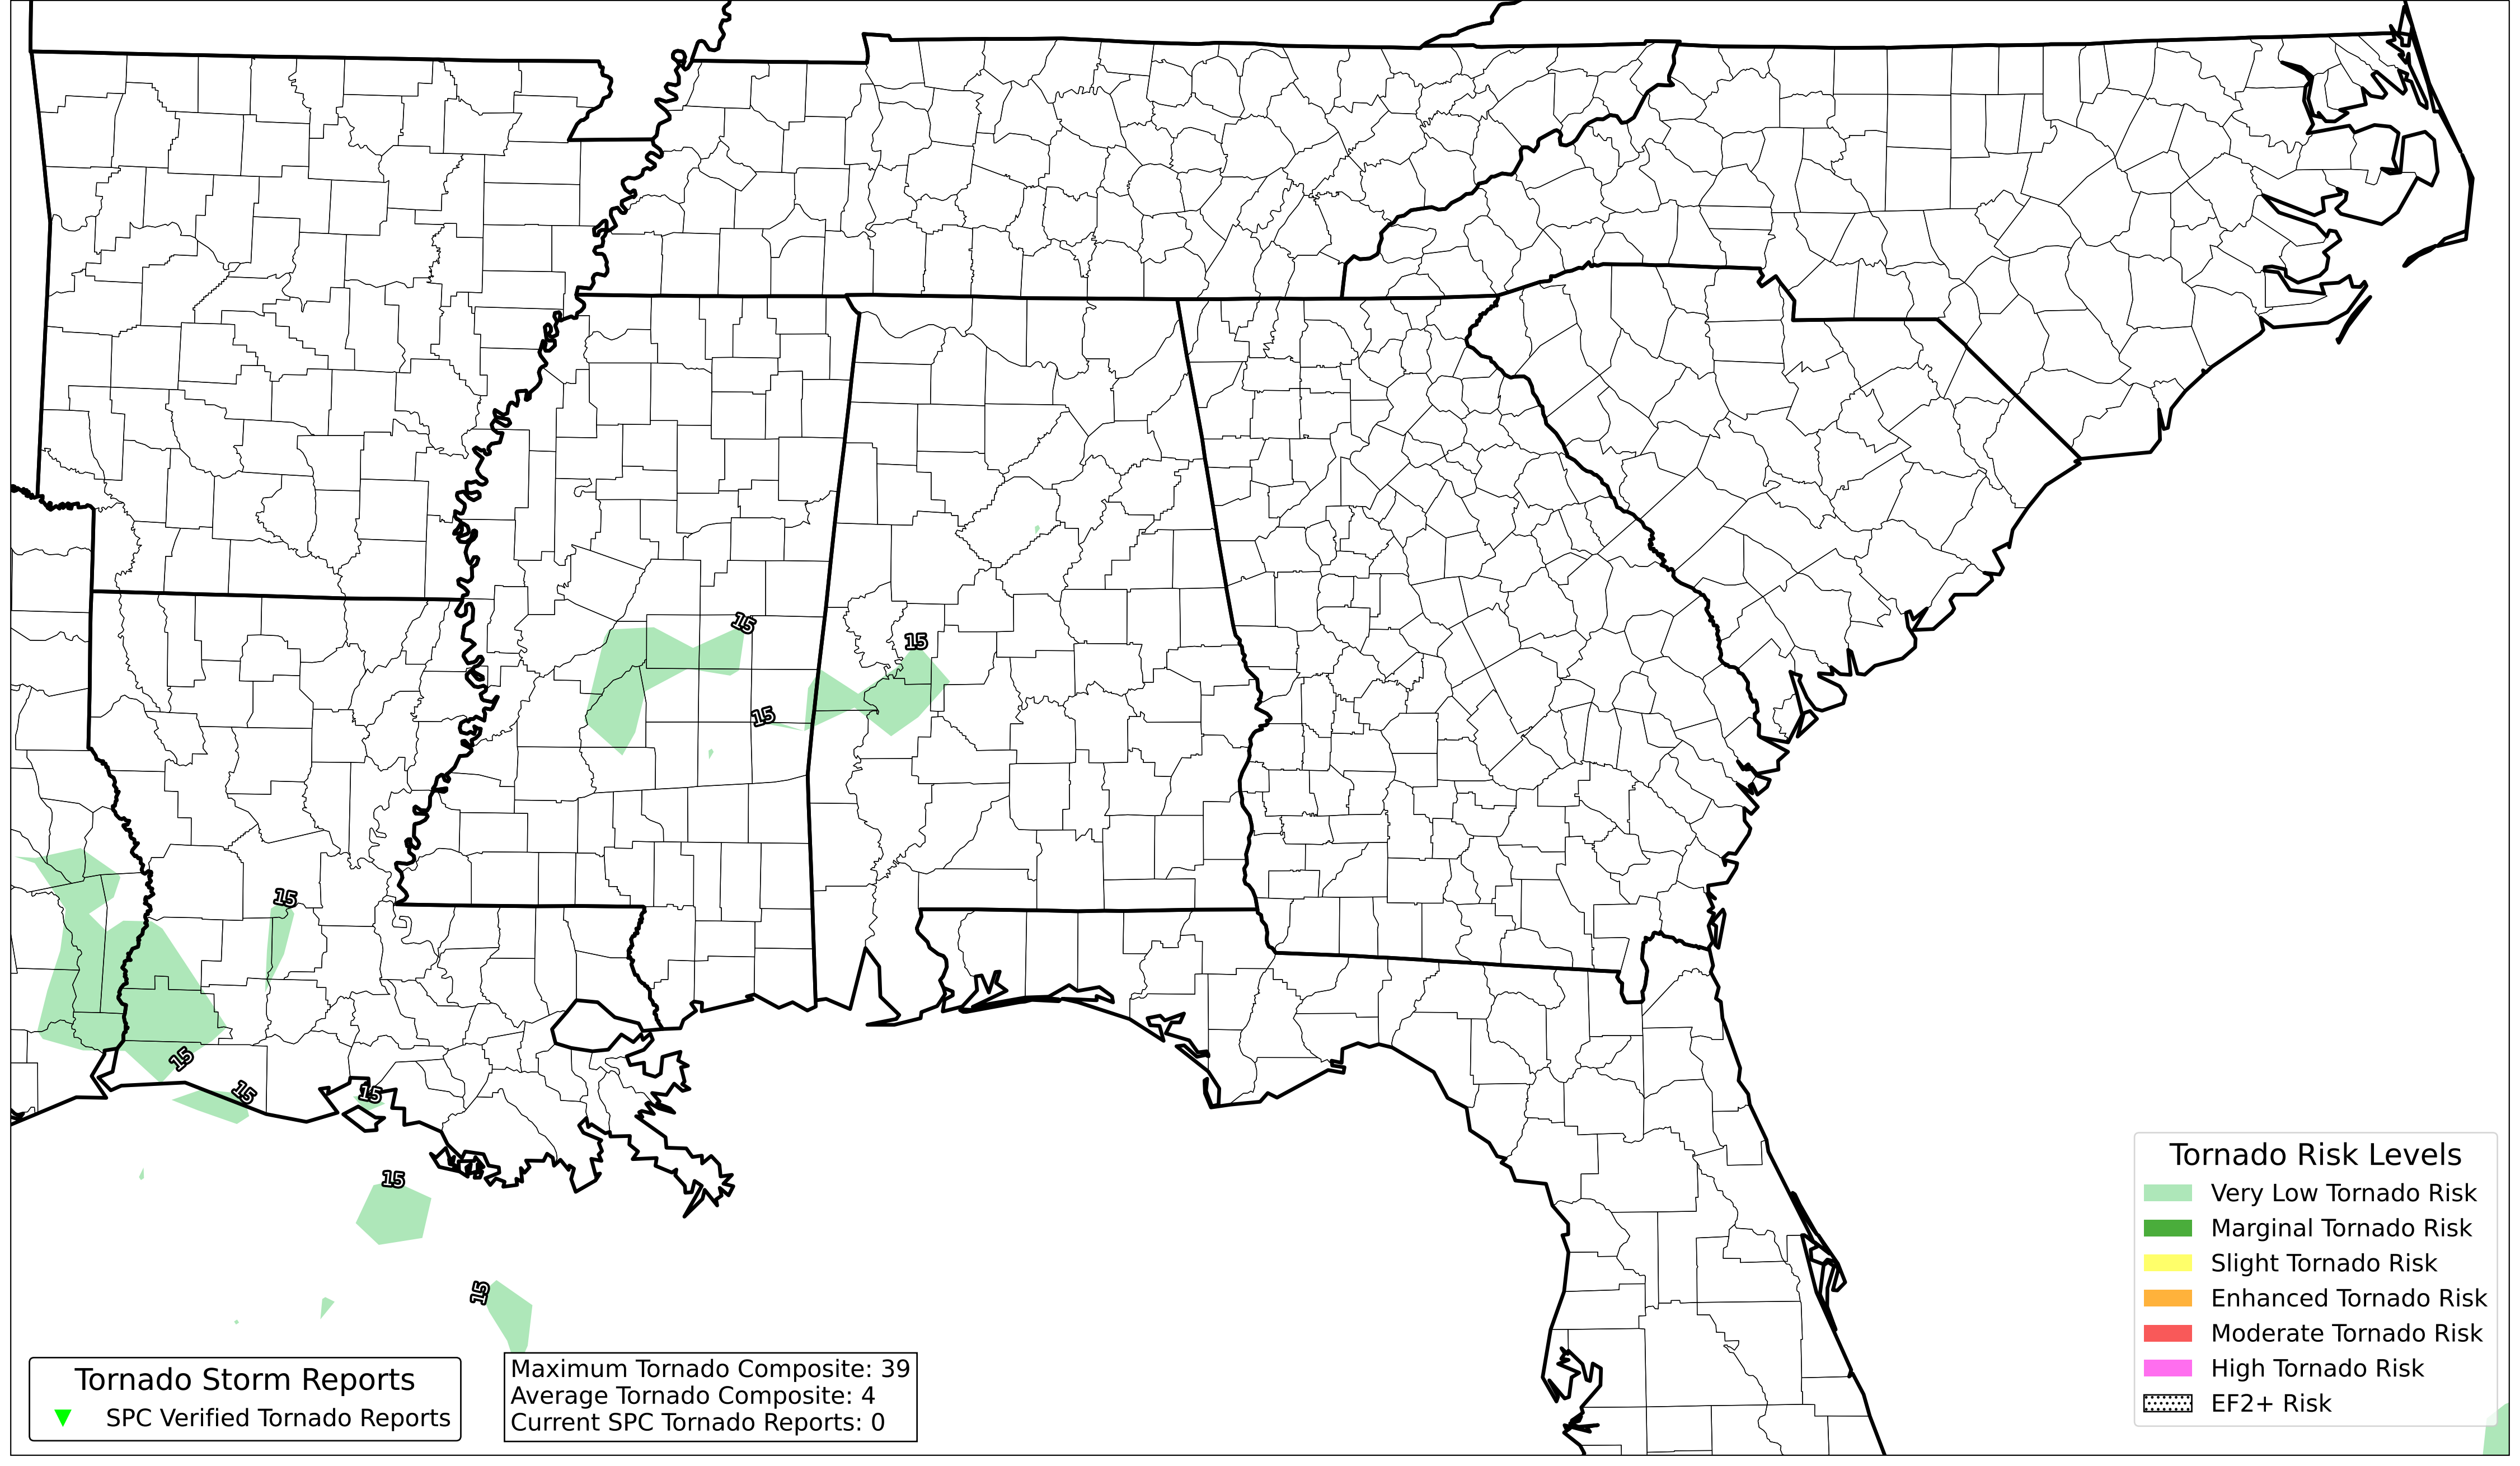 15
15
15
15
15
15
15
15
15
Tornado Storm Reports
SPC Verified Tornado Reports
Maximum Tornado Composite: 39
Average Tornado Composite: 4
Current SPC Tornado Reports: 0
Tornado Risk Levels
Very Low Tornado Risk
Marginal Tornado Risk
Slight Tornado Risk
Enhanced Tornado Risk
Moderate Tornado Risk
High Tornado Risk
EF2+ Risk